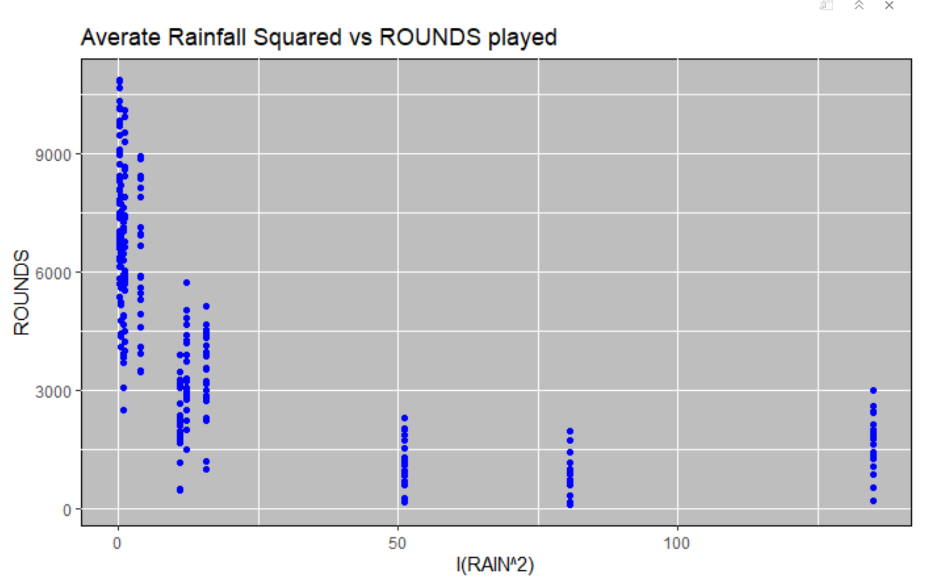 Averate Rainfall Squared vs ROUNDS played
9000
6000
3000
0
ROUNDS
0
50
100
I(RAIN^2)